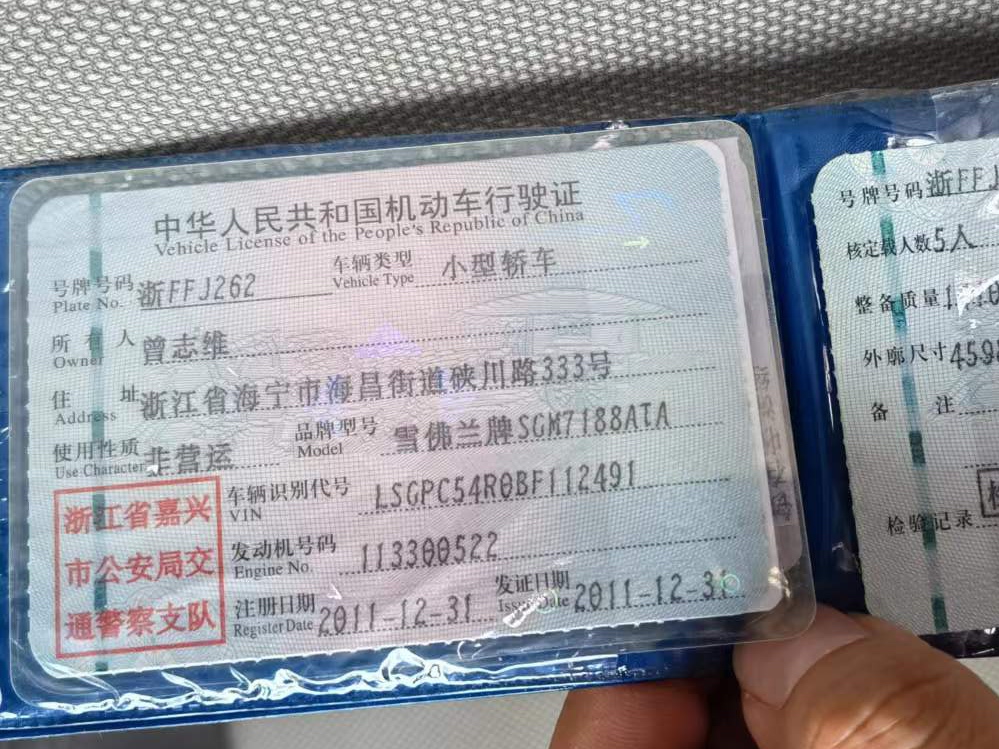 中华人民共和国机动车行驶证
Vehicle License of the People's Republic of China
号牌号码 浙FFJ262 车辆类型 小型轿车
Plate No. Vehicle Type
所有人 曾志维
Owner
住址 浙江省海宁市海昌街道硖川路333号
Address
使用性质 非营运 品牌型号 雪佛兰牌SGM7188ATA
Use Character Model
浙江省嘉兴
市公安局交
通警察支队
车辆识别代号 LSGPC54R0BF112491
VIN
发动机号码 113300522
Engine No.
注册日期 2011-12-31 发证日期 2011-12-31
Register Date Issue Date
号牌号码 浙FFJ
核定载人数 5人
整备质量
外廓尺寸 459
备注
检验记录